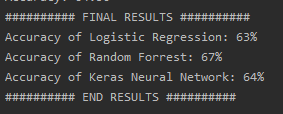 ########## FINAL RESULTS ##########
Accuracy of Logistic Regression: 63%
Accuracy of Random Forrest: 67%
Accuracy of Keras Neural Network: 64%
########## END RESULTS ##########